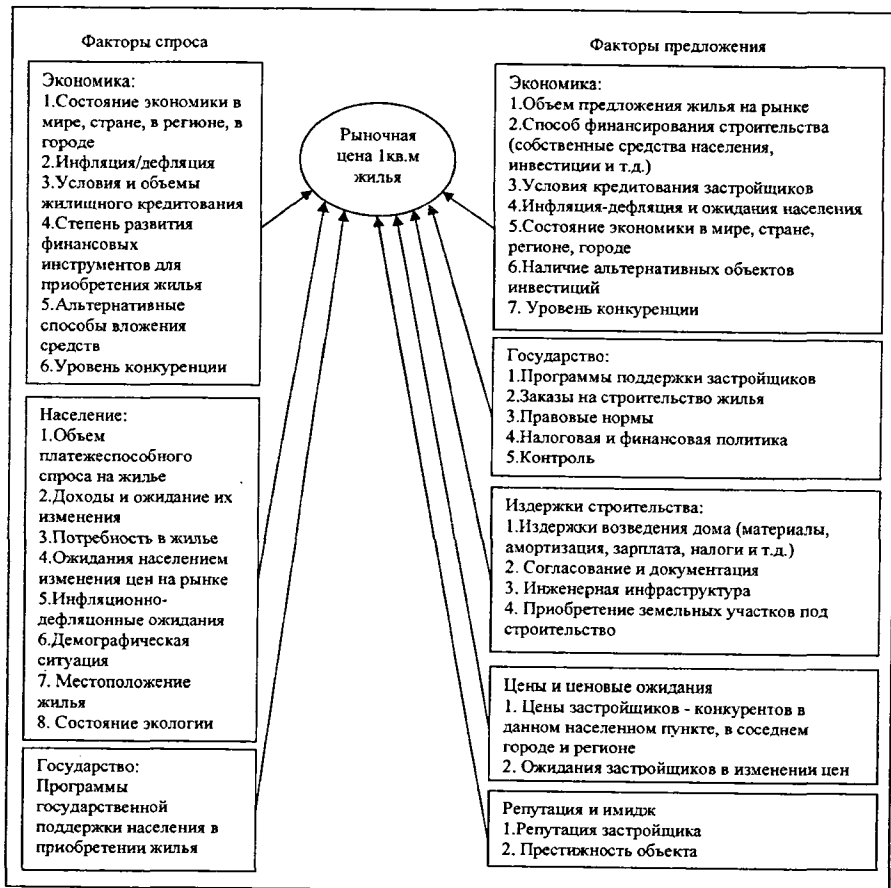 Факторы спроса
Экономика:
1.Состояние экономики в
мире, стране, в регионе, в
городе
2.Инфляция/дефляция
3.Условия и объемы
жилищного кредитования
4.Степень развития
финансовых
инструментов для
приобретения жилья
5.Альтернативные
способы вложения
средств
6.Уровень конкуренции
Население:
1.Объем
платежеспособного
спроса на жилье
2.Доходы и ожидание их
изменения
3.Потребность в жилье
4.Ожидания населением
изменения цен на рынке
5.Инфляционно-
дефляцонные ожидания
6.Демографическая
ситуация
7. Местоположение
жилья
8. Состояние экологии
Государство:
Программы
государственной
поддержки населения в
приобретении жилья
Рыночная
цена 1кв.м
жилья
Факторы предложения
Экономика:
1.Объем предложения жилья на рынке
2.Способ финансирования строительства
(собственные средства населения,
инвестиции и т.д.)
3.Условия кредитования застройщиков
4.Инфляция-дефляция и ожидания населения
5.Состояние экономики в мире, стране,
регионе, городе
6.Наличие альтернативных объектов
инвестиций
7. Уровень конкуренции
Государство:
1.Программы поддержки застройщиков
2.Заказы на строительство жилья
3.Правовые нормы
4.Налоговая и финансовая политика
5.Контроль
Издержки строительства:
1.Издержки возведения дома (материалы,
амортизация, зарплата, налоги и т.д.)
2. Согласование и документация
3. Инженерная инфраструктура
4. Приобретение земельных участков под
строительство
Цены и ценовые ожидания
1. Цены застройщиков - конкурентов в
данном населенном пункте, в соседнем
городе и регионе
2. Ожидания застройщиков в изменении цен
Репутация и имидж
1.Репутация застройщика
2. Престижность объекта